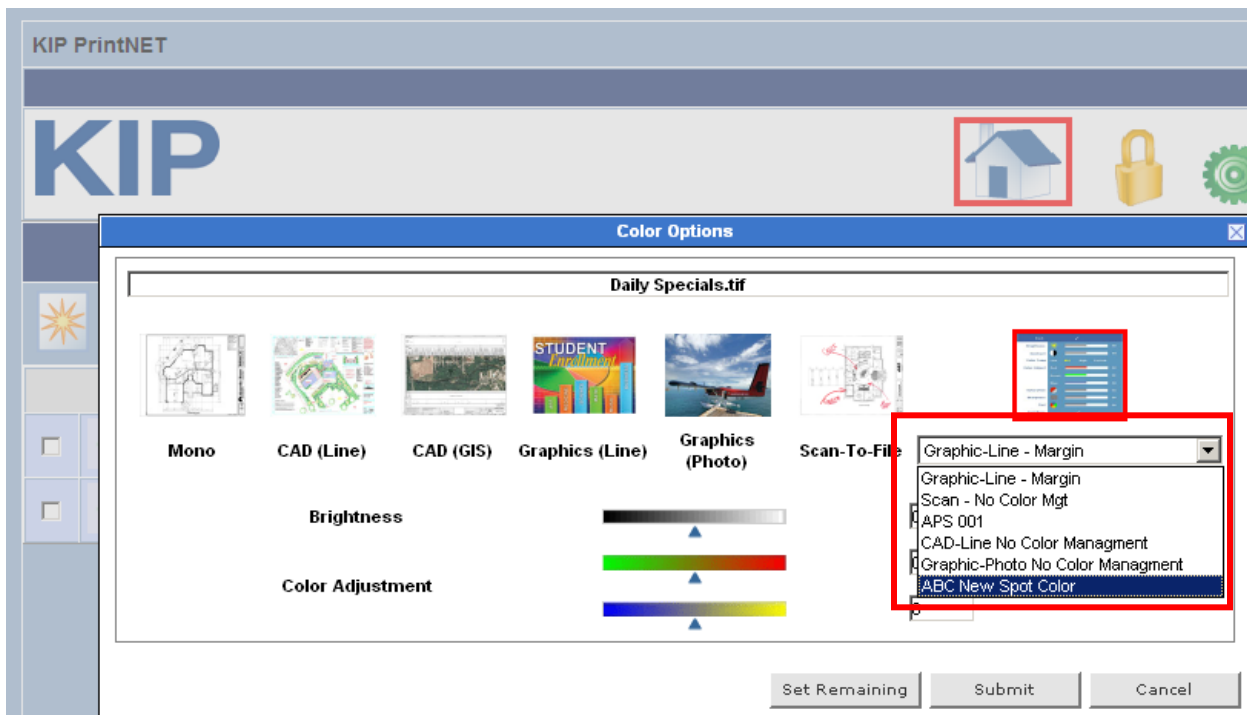 KIP PrintNET
KIP
Color Options
Daily Specials.tif
STUDENT
Enrollment
Mono
CAD (Line)
CAD (GIS)
Graphics (Line)
Graphics
(Photo)
Scan-To-File
Graphic-Line - Margin
Graphic-Line - Margin
Scan - No Color Mgt
APS 001
CAD-Line No Color Managment
Graphic-Photo No Color Managment
ABC New Spot Color
Brightness
Color Adjustment
Set Remaining
Submit
Cancel